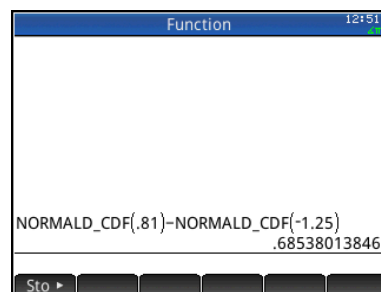 Function
12:51
NORMALD_CDF(.81)-NORMALD_CDF(-1.25)
.68538013846
Sto ►